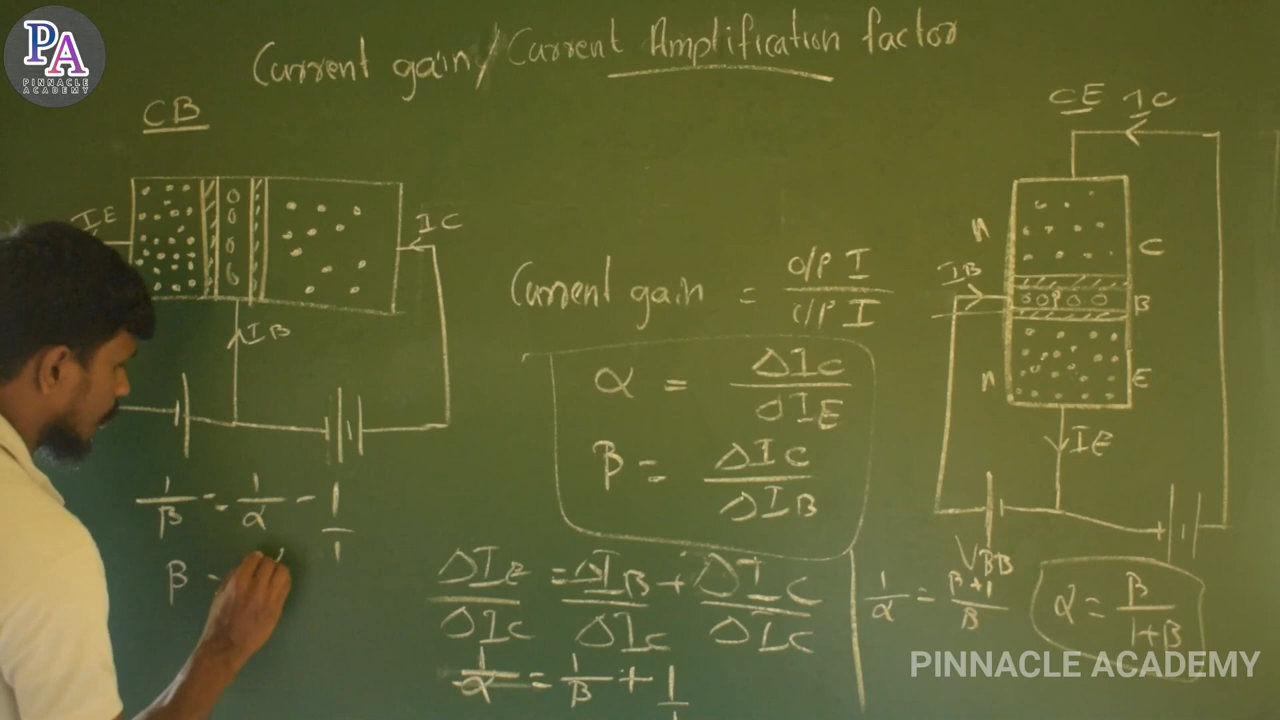 PA
PINNACLE
ACADEMY
Current gain/Current Amplification factor
CB
CE
IC
IE
IC
IB
Current gain = O/P I / i/P I
α = ΔIC / ΔIE
β = ΔIC / ΔIB
n
C
IB
P
B
n
E
IE
VBB
1/β = 1/α - 1/1
β =
ΔIE/ΔIC = ΔIB/ΔIC + ΔIC/ΔIC
1/α = 1/β + 1/1
1/α = β+1/β
α = β/1+β
PINNACLE ACADEMY